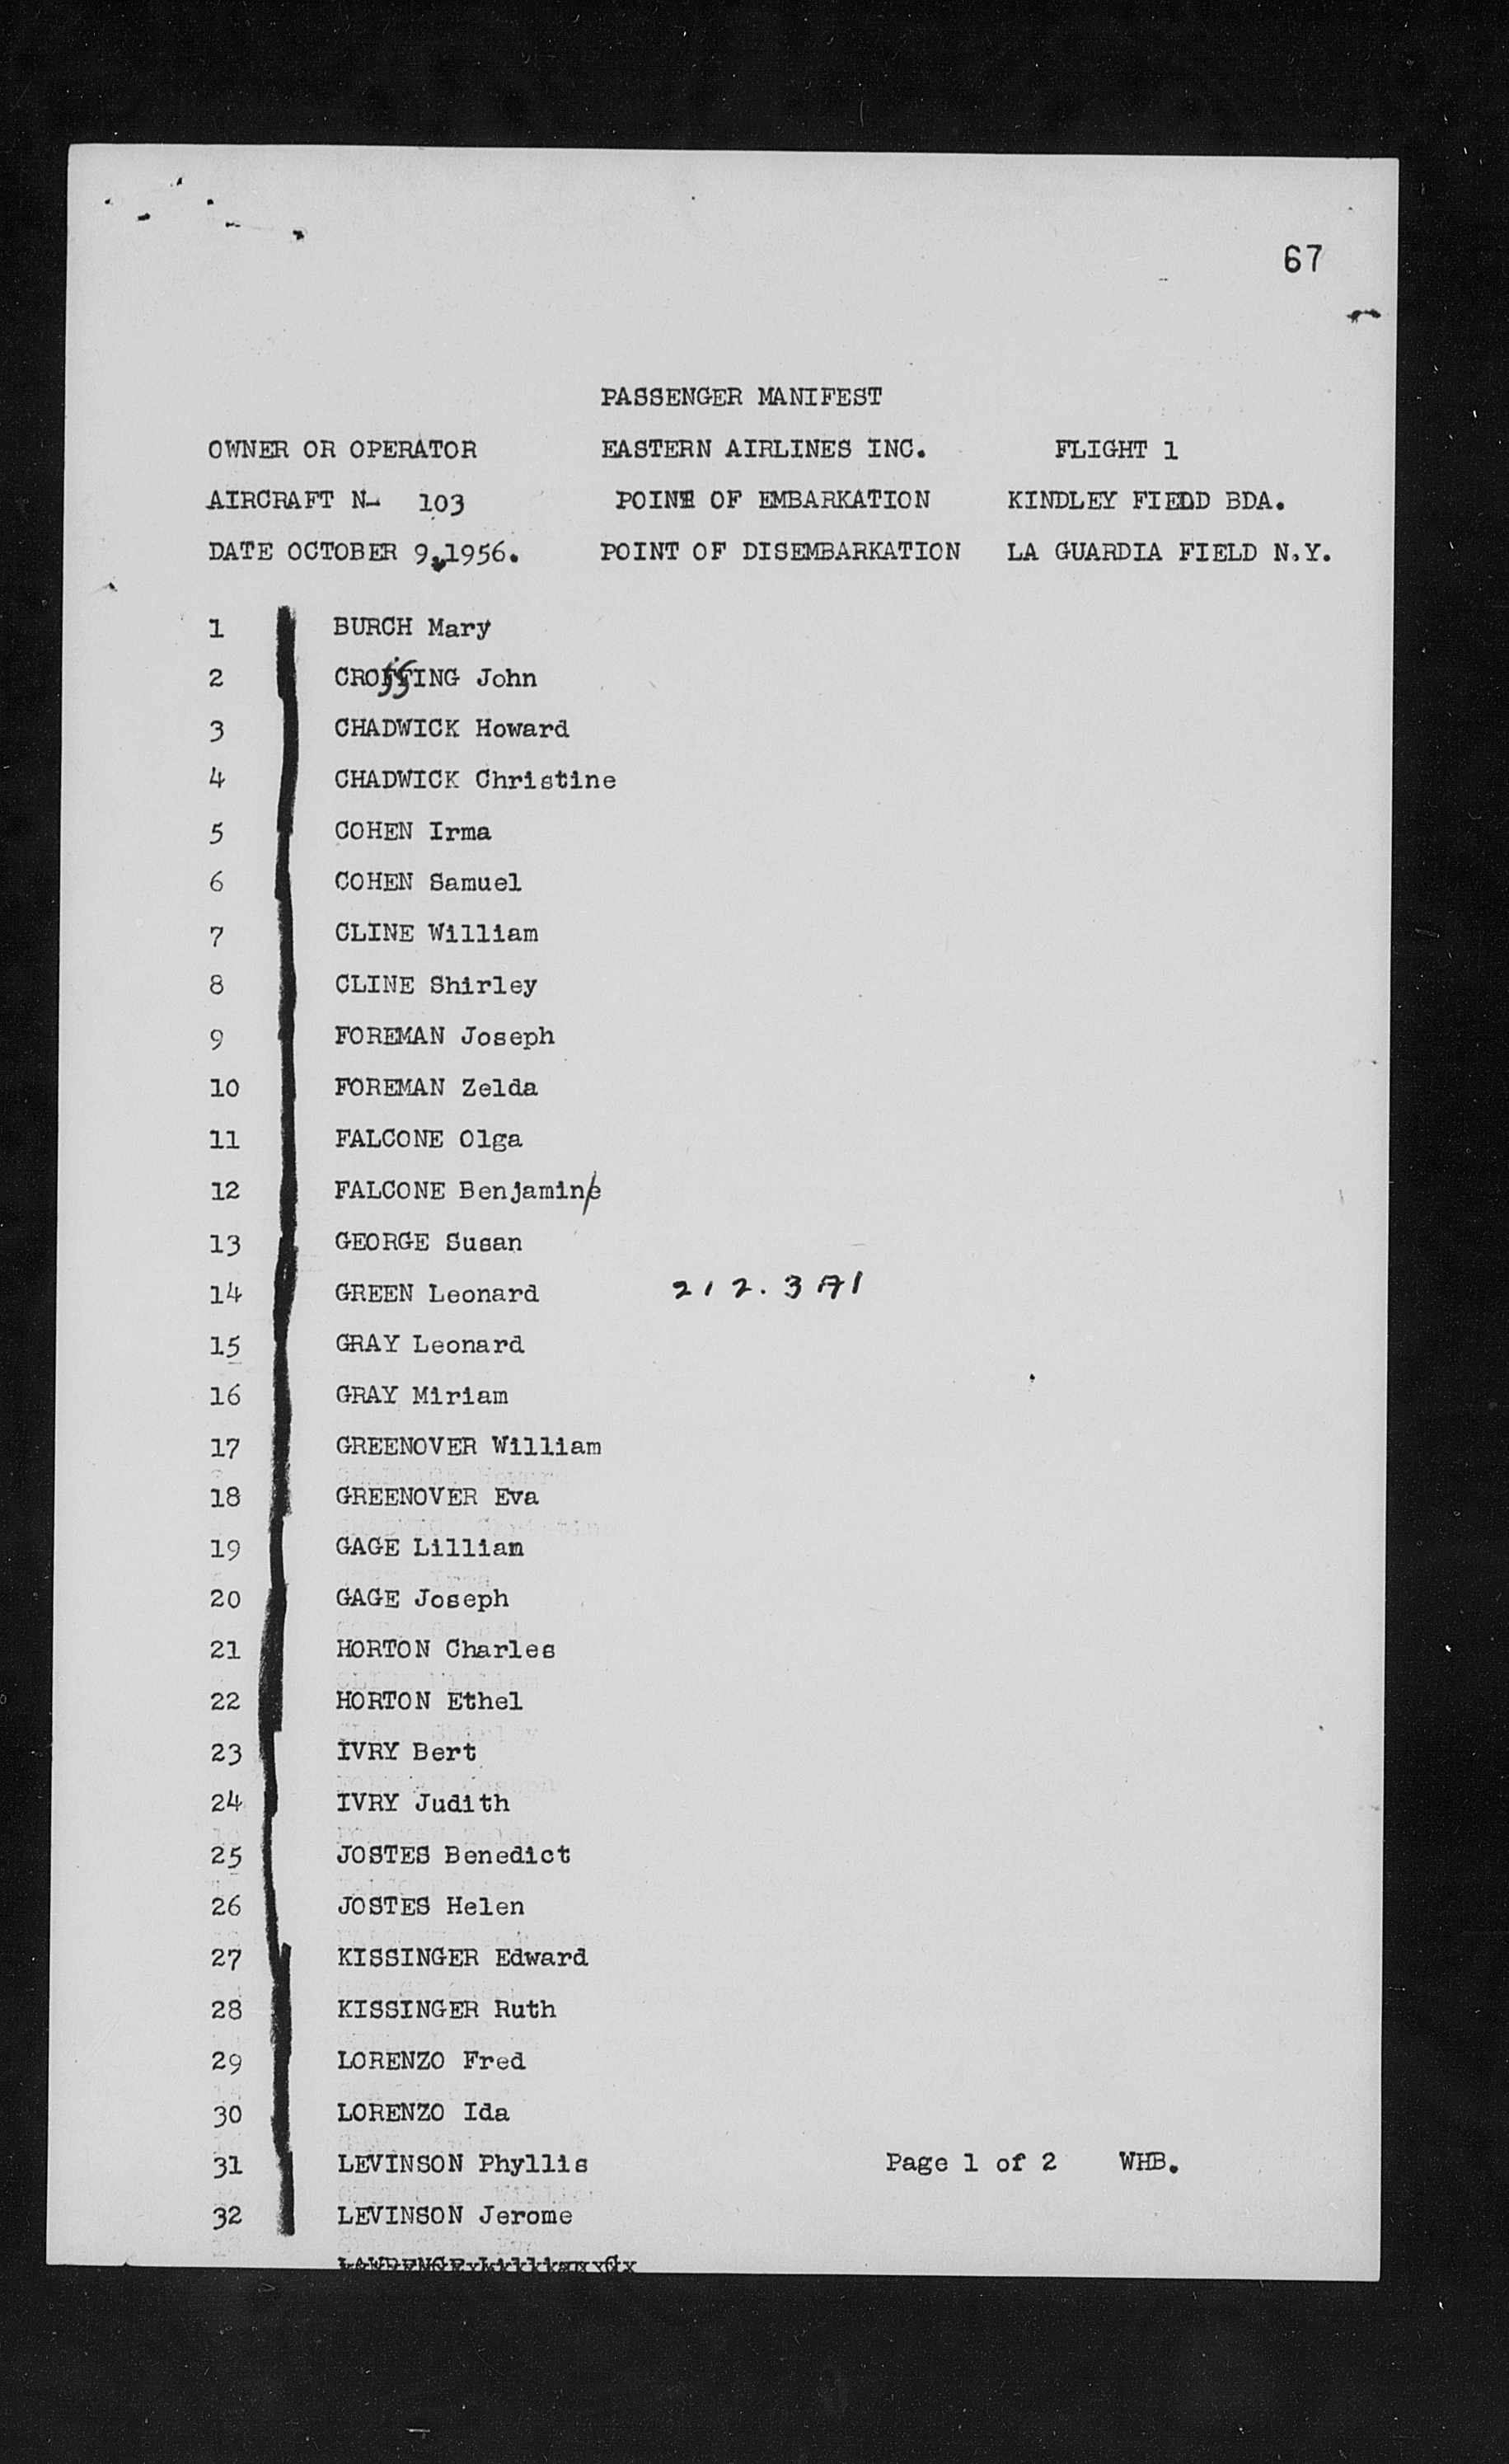 67
PASSENGER MANIFEST
OWNER OR OPERATOR EASTERN AIRLINES INC. FLIGHT 1
AIRCRAFT N- 103 POINT OF EMBARKATION KINDLEY FIELD BDA.
DATE OCTOBER 9,1956. POINT OF DISEMBARKATION LA GUARDIA FIELD N.Y.
1 BURCH Mary
2 CROSSING John
3 CHADWICK Howard
4 CHADWICK Christine
5 COHEN Irma
6 COHEN Samuel
7 CLINE William
8 CLINE Shirley
9 FOREMAN Joseph
10 FOREMAN Zelda
11 FALCONE Olga
12 FALCONE Benjamine
13 GEORGE Susan
14 GREEN Leonard 212.3A1
15 GRAY Leonard
16 GRAY Miriam
17 GREENOVER William
18 GREENOVER Eva
19 GAGE Lillian
20 GAGE Joseph
21 HORTON Charles
22 HORTON Ethel
23 IVRY Bert
24 IVRY Judith
25 JOSTES Benedict
26 JOSTES Helen
27 KISSINGER Edward
28 KISSINGER Ruth
29 LORENZO Fred
30 LORENZO Ida
31 LEVINSON Phyllis Page 1 of 2 WHB.
32 LEVINSON Jerome